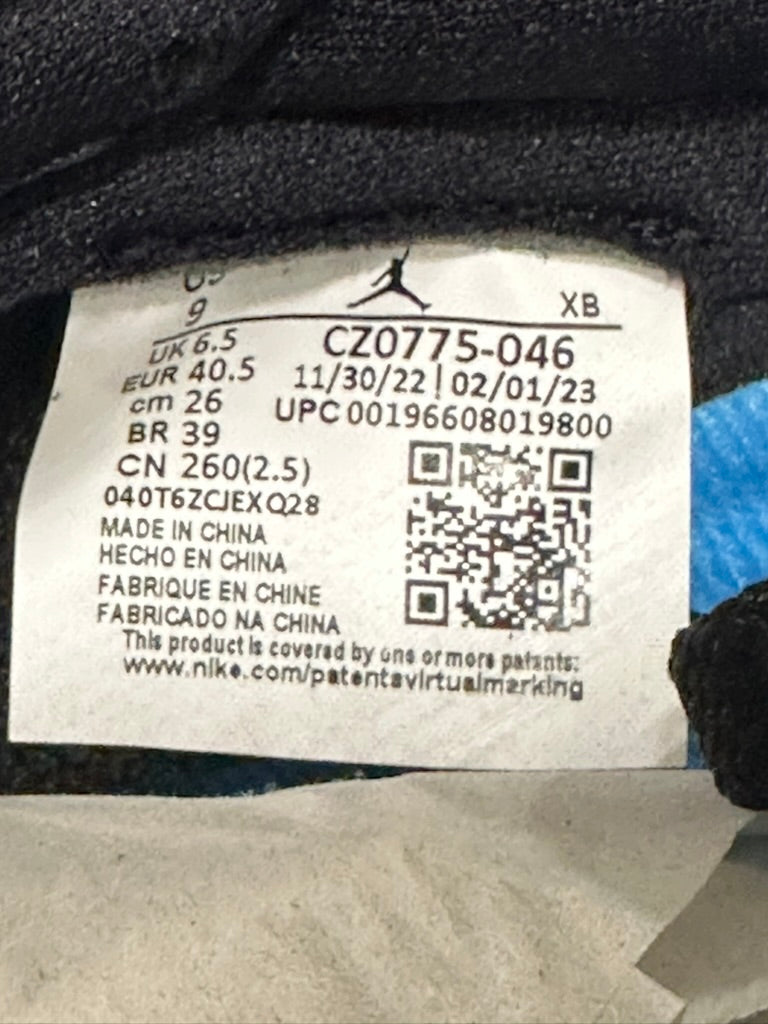 US
9 XB
UK 6.5 CZ0775-046
EUR 40.5 11/30/22 | 02/01/23
cm 26 UPC 00196608019800
BR 39
CN 260(2.5)
040T6ZCJEXQ28
MADE IN CHINA
HECHO EN CHINA
FABRIQUE EN CHINE
FABRICADO NA CHINA
This product is covered by one or more patents:
www.nike.com/patentsvirtualmarking